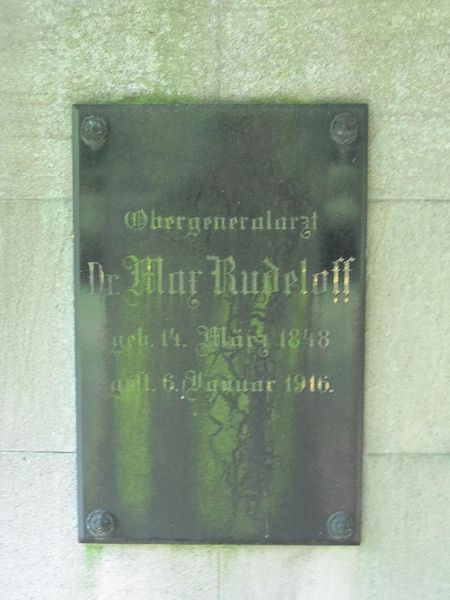 Obergeneralarzt
Dr. Max Rudeloff
geb. 14. März 1848
gest. 6. Januar 1916.